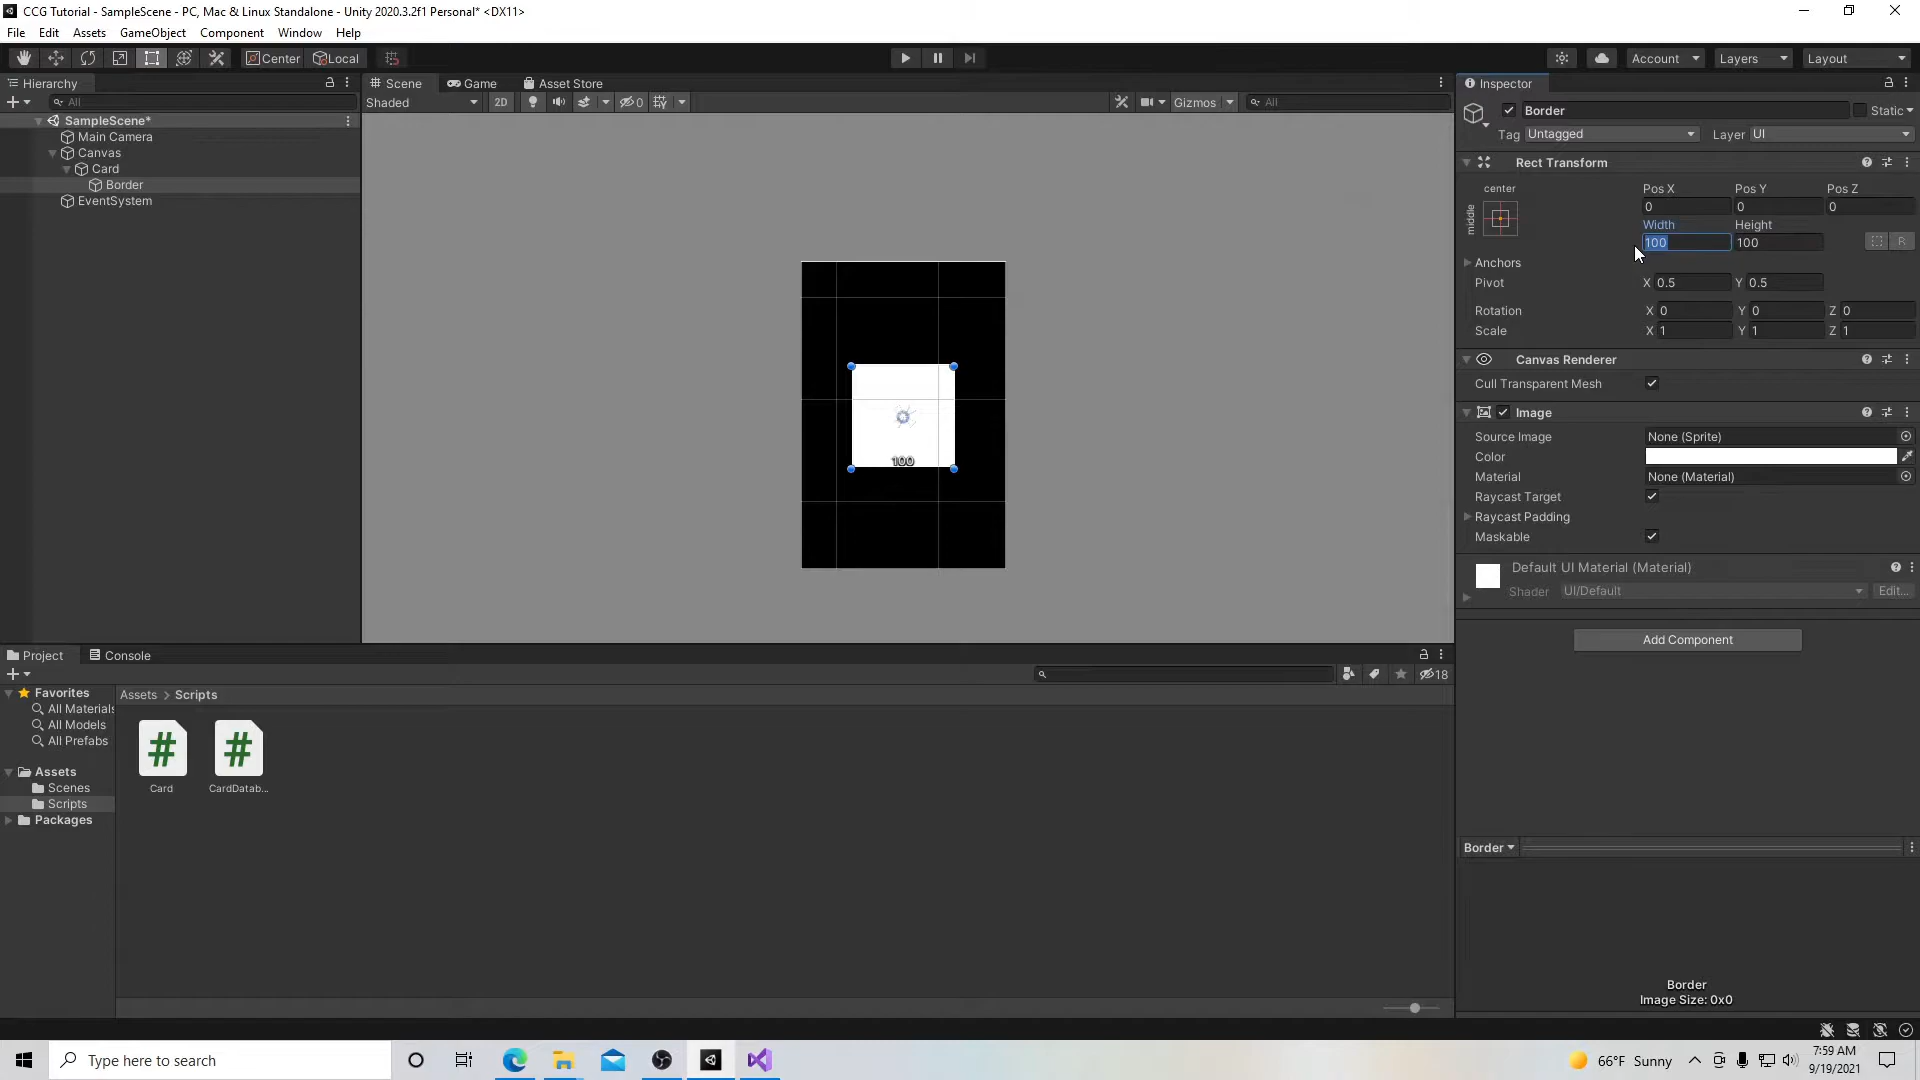 CCG Tutorial - SampleScene - PC, Mac & Linux Standalone - Unity 2020.3.2f1 Personal* <DX11>
File Edit Assets GameObject Component Window Help
Center Local Account Layers Layout
Hierarchy
All
SampleScene*
Main Camera
Canvas
Card
Border
EventSystem
Scene Game Asset Store
Shaded 2D 0 Gizmos All
100
Inspector
Border Static
Tag Untagged Layer UI
Rect Transform
center
middle
Pos X Pos Y Pos Z
0 0 0
Width Height
100 100 R
Anchors
Pivot X 0.5 Y 0.5
Rotation X 0 Y 0 Z 0
Scale X 1 Y 1 Z 1
Canvas Renderer
Cull Transparent Mesh
Image
Source Image None (Sprite)
Color
Material None (Material)
Raycast Target
Raycast Padding
Maskable
Default UI Material (Material)
Shader UI/Default Edit...
Add Component
Border
Border
Image Size: 0x0
Project Console
18
Favorites
All Materials
All Models
All Prefabs
Assets
Scenes
Scripts
Packages
Assets > Scripts
#
#
Card
CardDatab...
Type here to search
66°F Sunny
7:59 AM
9/19/2021